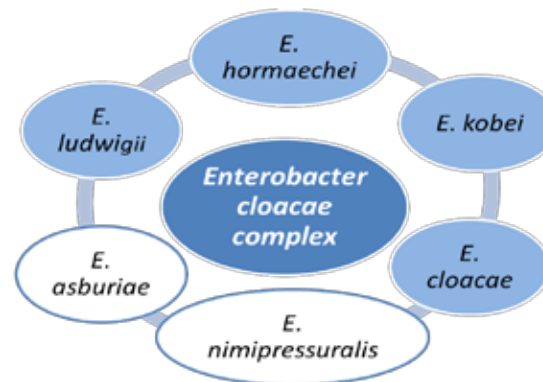 E.
hormaechei
E. kobei
E.
cloacae
E.
nimipressuralis
E.
asburiae
E.
ludwigii
Enterobacter
cloacae
complex